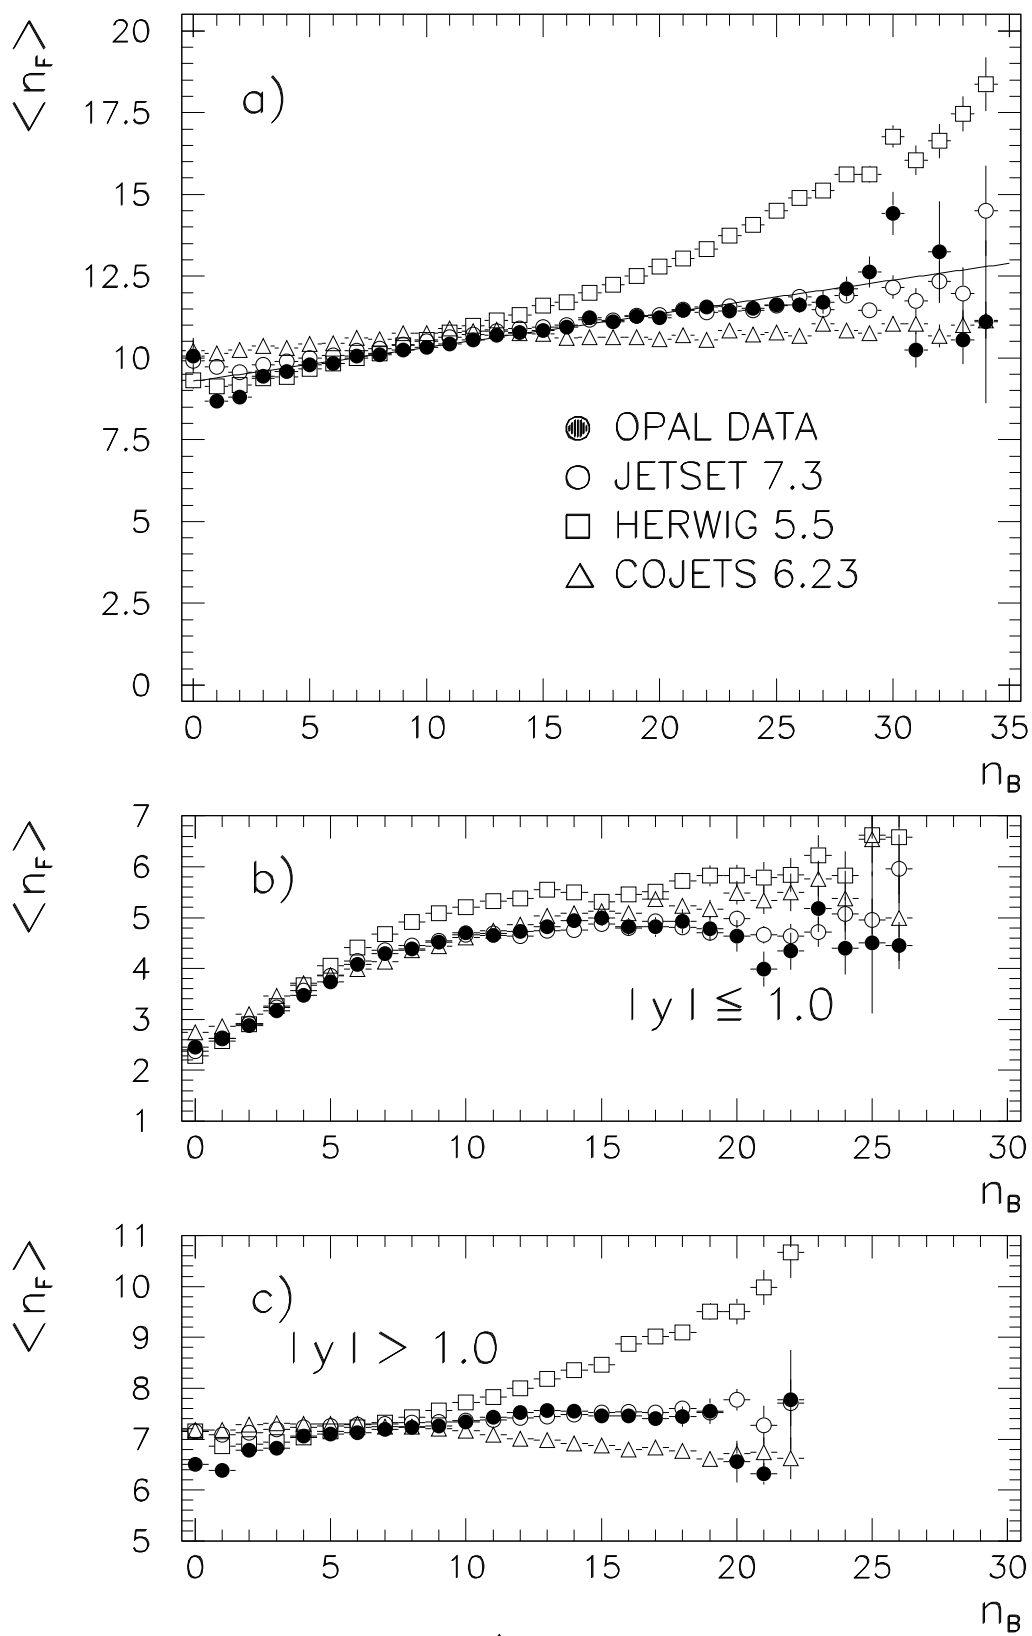 <n_F>
20
17.5
15
12.5
10
7.5
5
2.5
0
a)
OPAL DATA
JETSET 7.3
HERWIG 5.5
COJETS 6.23
0 5 10 15 20 25 30 35
n_B
<n_F>
7
6
5
4
3
2
1
b)
|y| ≦ 1.0
0 5 10 15 20 25 30
n_B
<n_F>
11
10
9
8
7
6
5
c)
|y| > 1.0
0 5 10 15 20 25 30
n_B